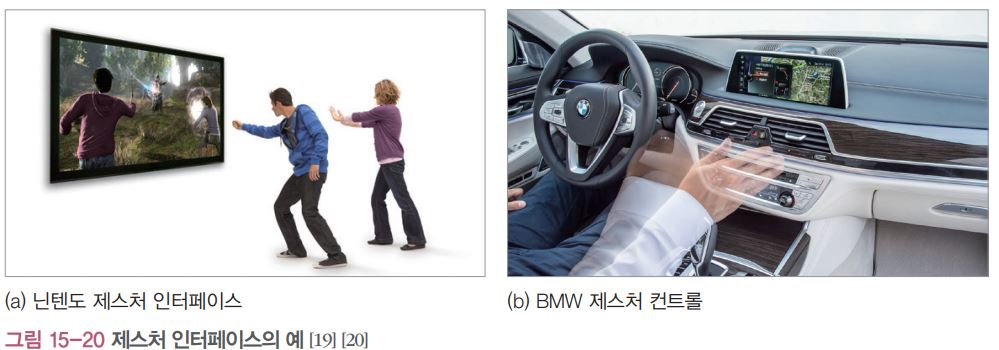 (a) 닌텐도 제스처 인터페이스
(b) BMW 제스처 컨트롤
그림 15-20 제스처 인터페이스의 예 [19] [20]